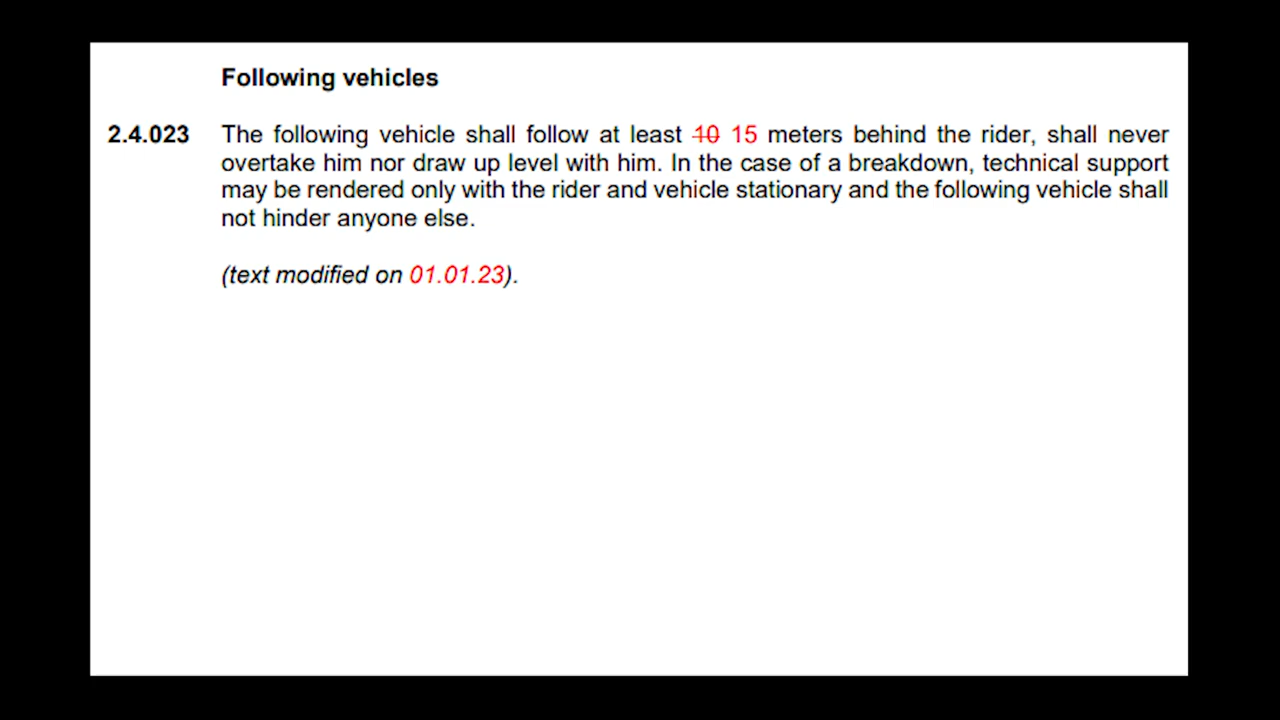 Following vehicles
2.4.023 The following vehicle shall follow at least 10 15 meters behind the rider, shall never
overtake him nor draw up level with him. In the case of a breakdown, technical support
may be rendered only with the rider and vehicle stationary and the following vehicle shall
not hinder anyone else.
(text modified on 01.01.23).